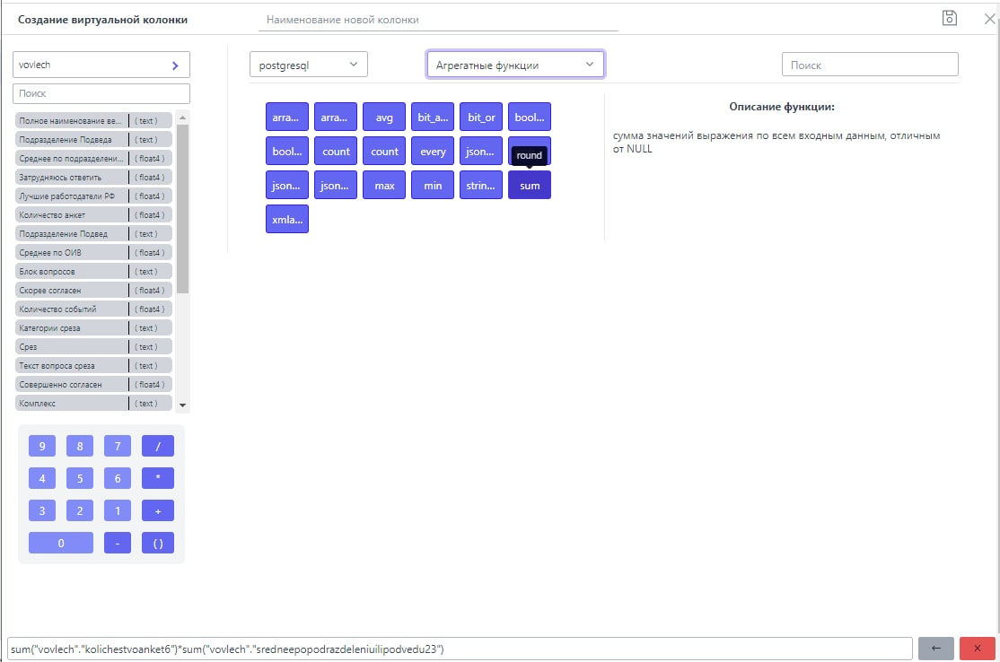 Создание виртуальной колонки
Наименование новой колонки
vovlech
Поиск
Полное наименование ве... ( text )
Подразделение Подведа ( text )
Среднее по подразделени... ( float4 )
Затрудняюсь ответить ( float4 )
Лучшие работодатели РФ ( float4 )
Количество анкет ( float4 )
Подразделение Подвед ( text )
Среднее по ОИВ ( float4 )
Блок вопросов ( text )
Скорее согласен ( float4 )
Количество событий ( float4 )
Категории среза ( text )
Срез ( text )
Текст вопроса среза ( text )
Совершенно согласен ( float4 )
Комплекс ( text )
9 8 7 /
4 5 6 *
3 2 1 +
0 - ( )
postgresql
Агрегатные функции
Поиск
arra... arra... avg bit_a... bit_or bool...
bool... count count every json...
round
json... json... max min strin... sum
xmla...
Описание функции:
сумма значений выражения по всем входным данным, отличным
от NULL
sum("vovlech"."kolichestvoanket6")*sum("vovlech"."sredneepopodrazdeleniuilipodvedu23")
← ×